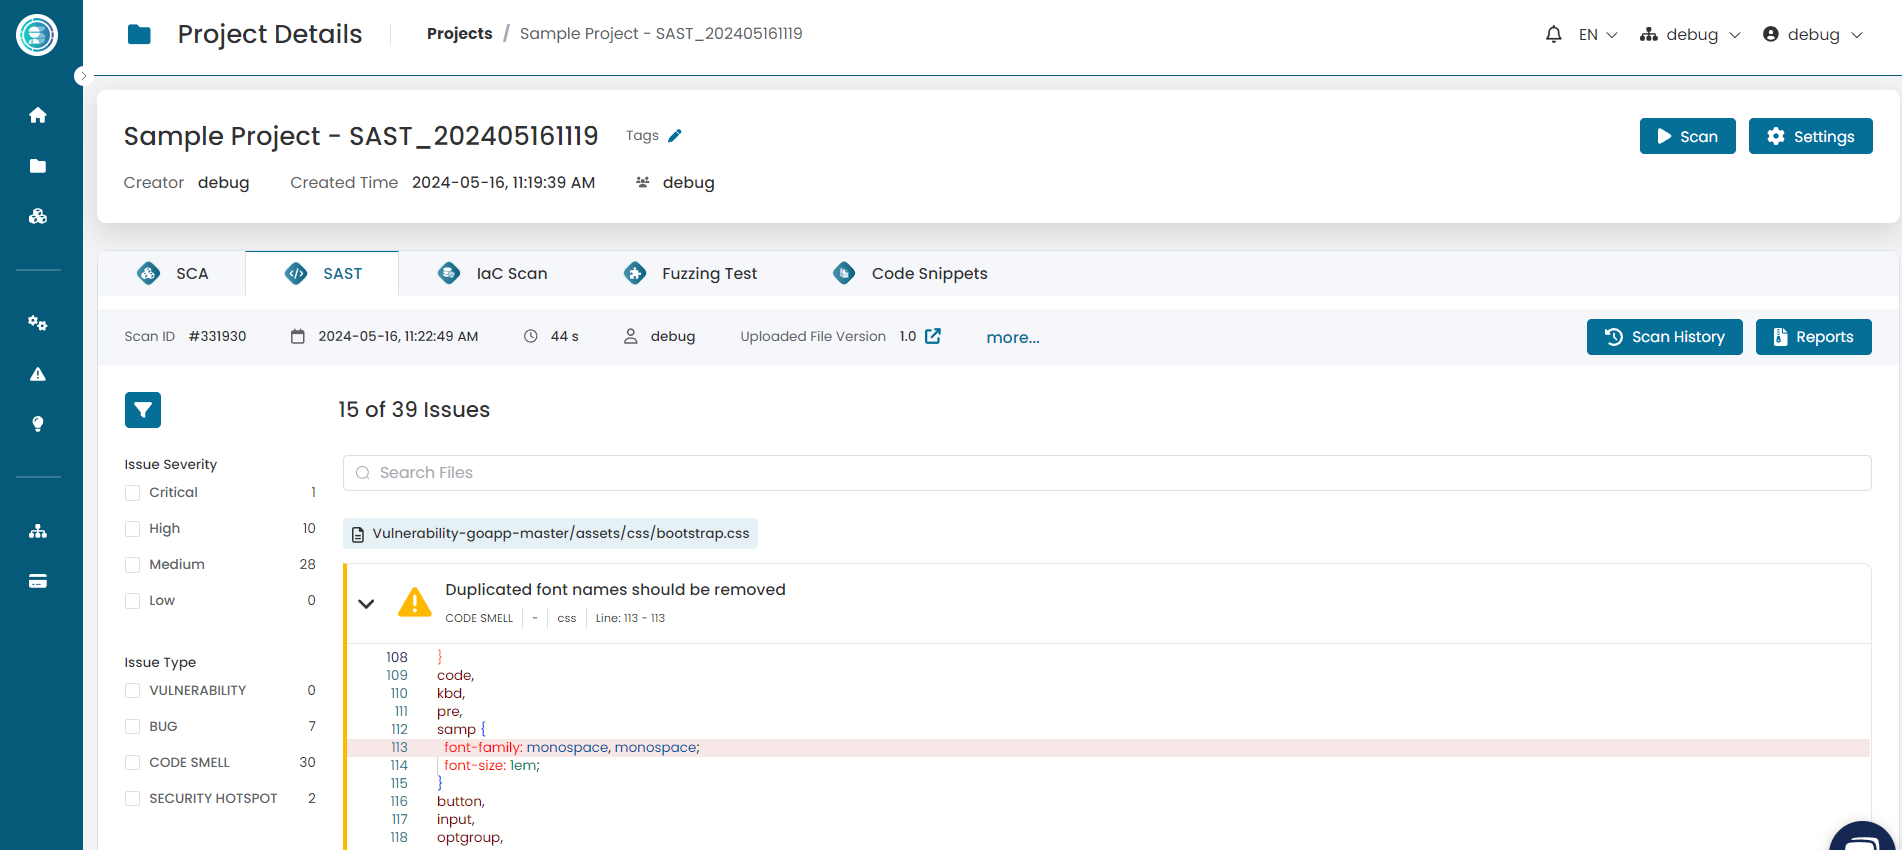 Project Details
Projects / Sample Project - SAST_202405161119
EN
debug
debug
Sample Project - SAST_202405161119
Tags
Scan
Settings
Creator debug
Created Time 2024-05-16, 11:19:39 AM
debug
SCA
SAST
IaC Scan
Fuzzing Test
Code Snippets
Scan ID #331930
2024-05-16, 11:22:49 AM
44 s
debug
Uploaded File Version 1.0
more...
Scan History
Reports
15 of 39 Issues
Issue Severity
Critical 1
High 10
Medium 28
Low 0
Issue Type
VULNERABILITY 0
BUG 7
CODE SMELL 30
SECURITY HOTSPOT 2
Search Files
Vulnerability-goapp-master/assets/css/bootstrap.css
Duplicated font names should be removed
CODE SMELL - css Line: 113 - 113
108 }
109 code,
110 kbd,
111 pre,
112 samp {
113 font-family: monospace, monospace;
114 font-size: 1em;
115 }
116 button,
117 input,
118 optgroup,